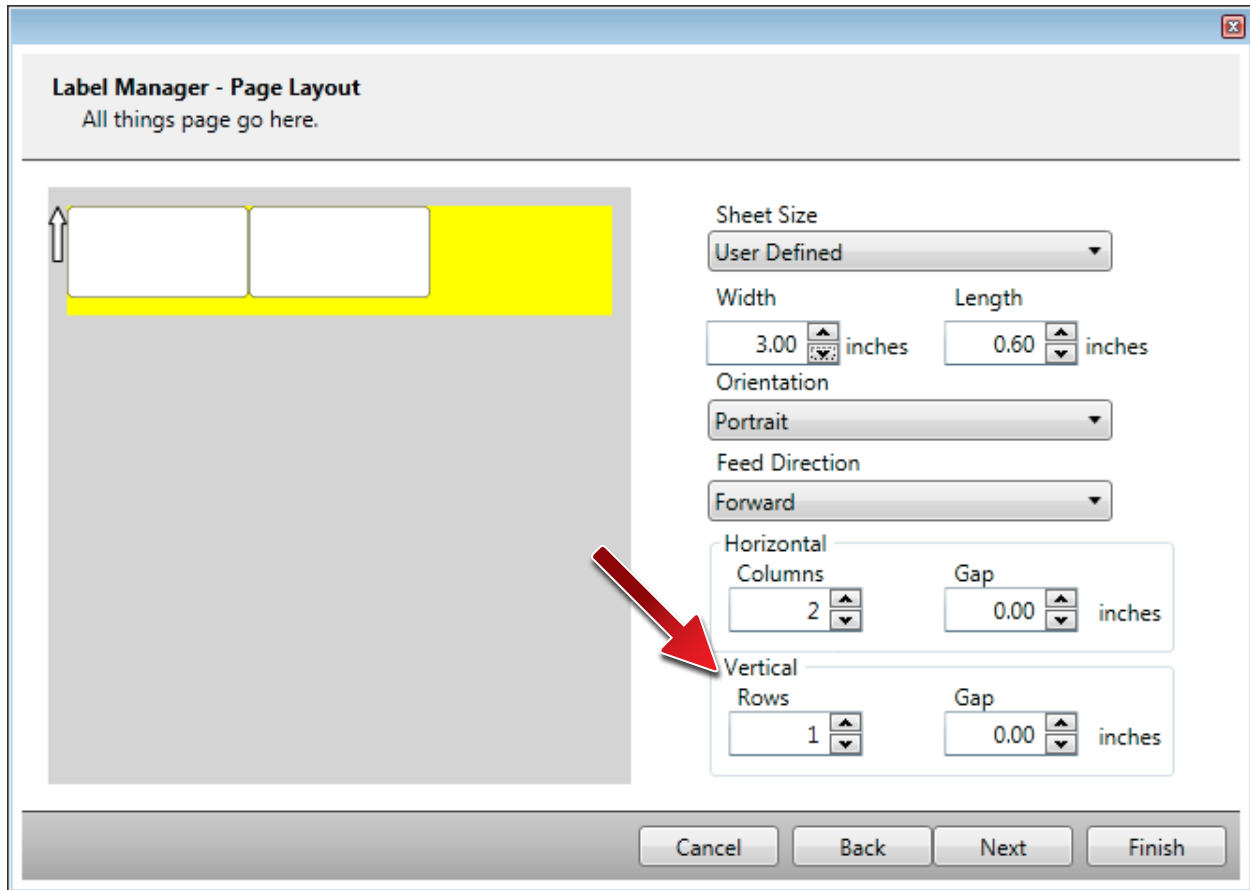 Label Manager - Page Layout
All things page go here.
Sheet Size
User Defined
Width Length
3.00 inches 0.60 inches
Orientation
Portrait
Feed Direction
Forward
Horizontal
Columns Gap
2 0.00 inches
Vertical
Rows Gap
1 0.00 inches
Cancel Back Next Finish